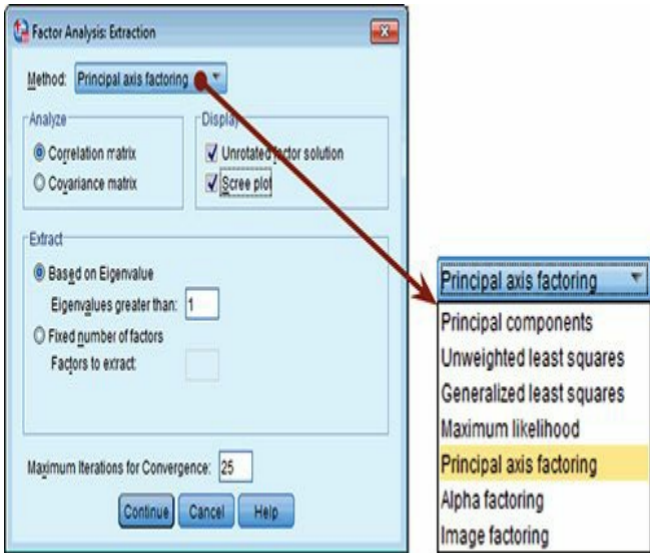 Factor Analysis: Extraction
Method: Principal axis factoring
Analyze
Correlation matrix
Covariance matrix
Display
Unrotated factor solution
Scree plot
Extract
Based on Eigenvalue
Eigenvalues greater than: 1
Fixed number of factors
Factors to extract:
Maximum Iterations for Convergence: 25
Continue Cancel Help
Principal axis factoring
Principal components
Unweighted least squares
Generalized least squares
Maximum likelihood
Principal axis factoring
Alpha factoring
Image factoring